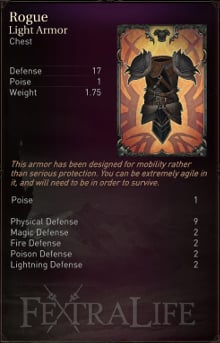 Rogue
Light Armor
Chest
Defense 17
Poise 1
Weight 1.75
This armor has been designed for mobility rather
than serious protection. You can be extremely agile in
it, and will need to be in order to survive.
Poise 1
Physical Defense 9
Magic Defense 2
Fire Defense 2
Poison Defense 2
Lightning Defense 2
FEXTRALIFE